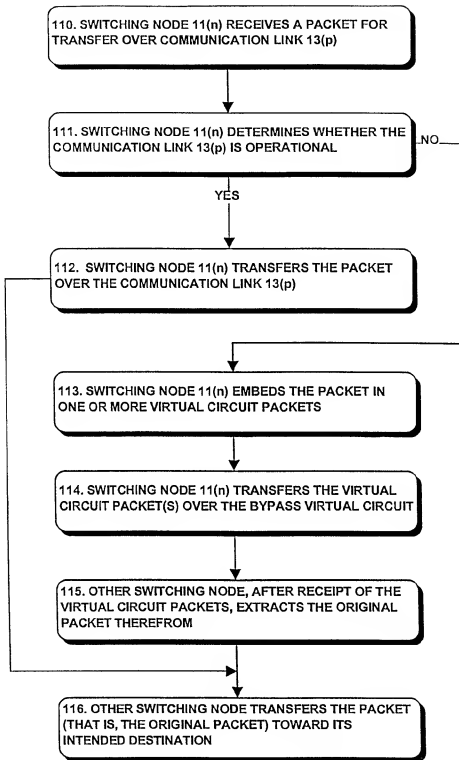 110. SWITCHING NODE 11(n) RECEIVES A PACKET FOR
TRANSFER OVER COMMUNICATION LINK 13(p)
111. SWITCHING NODE 11(n) DETERMINES WHETHER THE
COMMUNICATION LINK 13(p) IS OPERATIONAL
NO
YES
112. SWITCHING NODE 11(n) TRANSFERS THE PACKET
OVER THE COMMUNICATION LINK 13(p)
113. SWITCHING NODE 11(n) EMBEDS THE PACKET IN
ONE OR MORE VIRTUAL CIRCUIT PACKETS
114. SWITCHING NODE 11(n) TRANSFERS THE VIRTUAL
CIRCUIT PACKET(S) OVER THE BYPASS VIRTUAL CIRCUIT
115. OTHER SWITCHING NODE, AFTER RECEIPT OF THE
VIRTUAL CIRCUIT PACKETS, EXTRACTS THE ORIGINAL
PACKET THEREFROM
116. OTHER SWITCHING NODE TRANSFERS THE PACKET
(THAT IS, THE ORIGINAL PACKET) TOWARD ITS
INTENDED DESTINATION